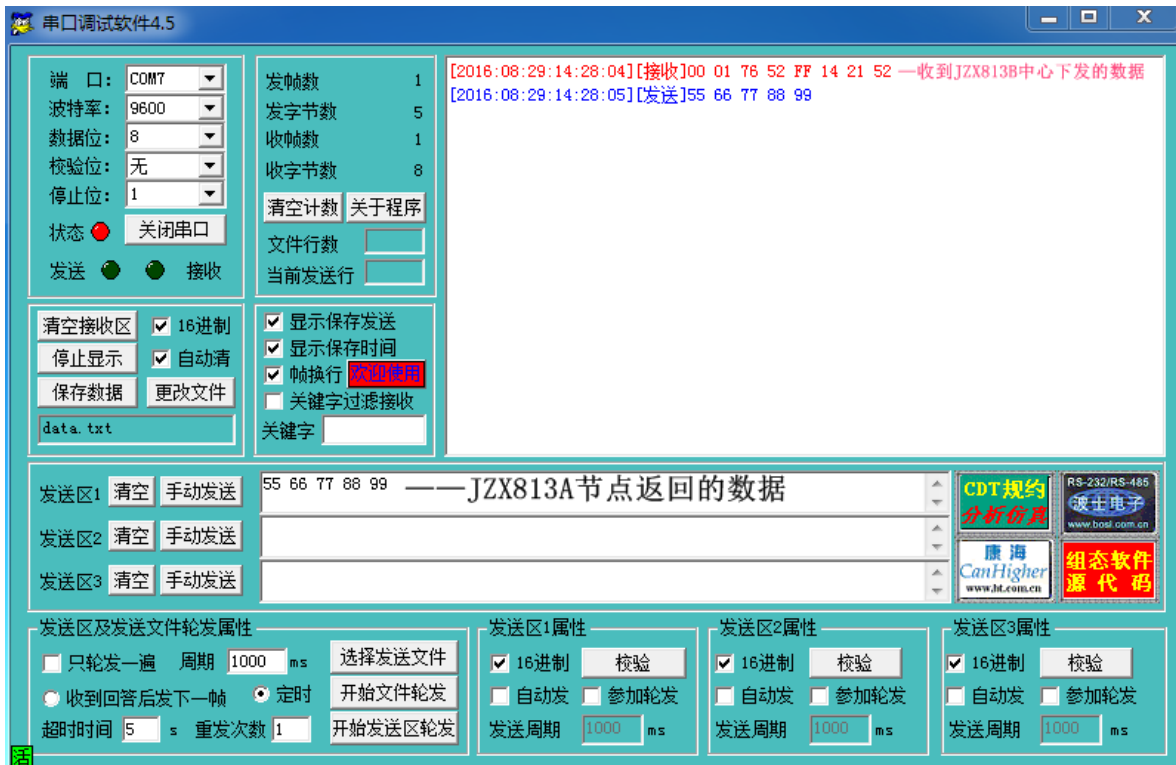 串口调试软件4.5
端 口: COM7
波特率: 9600
数据位: 8
校验位: 无
停止位: 1
状态 关闭串口
发送 接收
发帧数 1
发字节数 5
收帧数 1
收字节数 8
清空计数 关于程序
文件行数
当前发送行
[2016:08:29:14:28:04][接收]00 01 76 52 FF 14 21 52 —收到JZX813B中心下发的数据
[2016:08:29:14:28:05][发送]55 66 77 88 99
清空接收区 16进制
停止显示 自动清
保存数据 更改文件
data.txt
显示保存发送
显示保存时间
帧换行 欢迎使用
关键字过滤接收
关键字
发送区1 清空 手动发送 55 66 77 88 99 ——JZX813A节点返回的数据
发送区2 清空 手动发送
发送区3 清空 手动发送
CDT规约
分析仿真
RS-232/RS-485
波士电子
www.bosi.com.cn
康海
CanHigher
www.ht.com.cn
组态软件
源代码
发送区及发送文件轮发属性
只轮发一遍 周期 1000 ms 选择发送文件
收到回答后发下一帧 定时 开始文件轮发
超时时间 5 s 重发次数 1 开始发送区轮发
发送区1属性
16进制 校验
自动发 参加轮发
发送周期 1000 ms
发送区2属性
16进制 校验
自动发 参加轮发
发送周期 1000 ms
发送区3属性
16进制 校验
自动发 参加轮发
发送周期 1000 ms
活